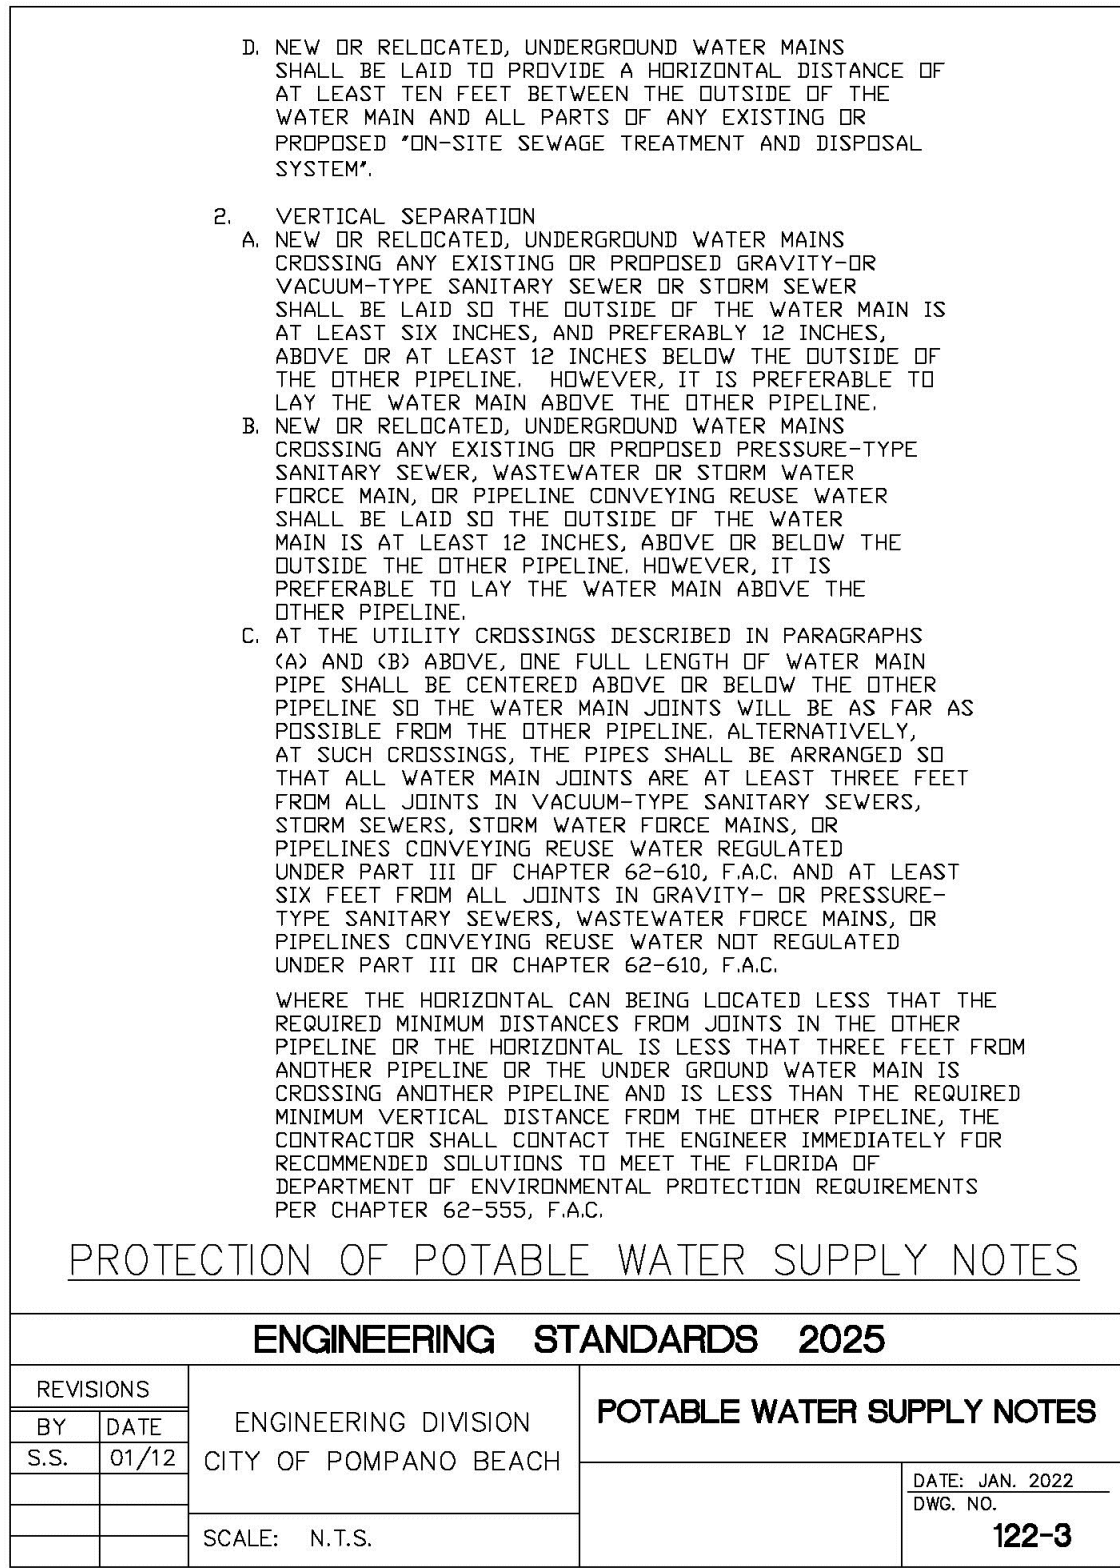 D. NEW OR RELOCATED, UNDERGROUND WATER MAINS
SHALL BE LAID TO PROVIDE A HORIZONTAL DISTANCE OF
AT LEAST TEN FEET BETWEEN THE OUTSIDE OF THE
WATER MAIN AND ALL PARTS OF ANY EXISTING OR
PROPOSED "ON-SITE SEWAGE TREATMENT AND DISPOSAL
SYSTEM".
2. VERTICAL SEPARATION
A. NEW OR RELOCATED, UNDERGROUND WATER MAINS
CROSSING ANY EXISTING OR PROPOSED GRAVITY-OR
VACUUM-TYPE SANITARY SEWER OR STORM SEWER
SHALL BE LAID SO THE OUTSIDE OF THE WATER MAIN IS
AT LEAST SIX INCHES, AND PREFERABLY 12 INCHES,
ABOVE OR AT LEAST 12 INCHES BELOW THE OUTSIDE OF
THE OTHER PIPELINE. HOWEVER, IT IS PREFERABLE TO
LAY THE WATER MAIN ABOVE THE OTHER PIPELINE.
B. NEW OR RELOCATED, UNDERGROUND WATER MAINS
CROSSING ANY EXISTING OR PROPOSED PRESSURE-TYPE
SANITARY SEWER, WASTEWATER OR STORM WATER
FORCE MAIN, OR PIPELINE CONVEYING REUSE WATER
SHALL BE LAID SO THE OUTSIDE OF THE WATER
MAIN IS AT LEAST 12 INCHES, ABOVE OR BELOW THE
OUTSIDE THE OTHER PIPELINE. HOWEVER, IT IS
PREFERABLE TO LAY THE WATER MAIN ABOVE THE
OTHER PIPELINE.
C. AT THE UTILITY CROSSINGS DESCRIBED IN PARAGRAPHS
(A) AND (B) ABOVE, ONE FULL LENGTH OF WATER MAIN
PIPE SHALL BE CENTERED ABOVE OR BELOW THE OTHER
PIPELINE SO THE WATER MAIN JOINTS WILL BE AS FAR AS
POSSIBLE FROM THE OTHER PIPELINE. ALTERNATIVELY,
AT SUCH CROSSINGS, THE PIPES SHALL BE ARRANGED SO
THAT ALL WATER MAIN JOINTS ARE AT LEAST THREE FEET
FROM ALL JOINTS IN VACUUM-TYPE SANITARY SEWERS,
STORM SEWERS, STORM WATER FORCE MAINS, OR
PIPELINES CONVEYING REUSE WATER REGULATED
UNDER PART III OF CHAPTER 62-610, F.A.C. AND AT LEAST
SIX FEET FROM ALL JOINTS IN GRAVITY- OR PRESSURE-
TYPE SANITARY SEWERS, WASTEWATER FORCE MAINS, OR
PIPELINES CONVEYING REUSE WATER NOT REGULATED
UNDER PART III OR CHAPTER 62-610, F.A.C.
WHERE THE HORIZONTAL CAN BEING LOCATED LESS THAT THE
REQUIRED MINIMUM DISTANCES FROM JOINTS IN THE OTHER
PIPELINE OR THE HORIZONTAL IS LESS THAT THREE FEET FROM
ANOTHER PIPELINE OR THE UNDER GROUND WATER MAIN IS
CROSSING ANOTHER PIPELINE AND IS LESS THAN THE REQUIRED
MINIMUM VERTICAL DISTANCE FROM THE OTHER PIPELINE, THE
CONTRACTOR SHALL CONTACT THE ENGINEER IMMEDIATELY FOR
RECOMMENDED SOLUTIONS TO MEET THE FLORIDA OF
DEPARTMENT OF ENVIRONMENTAL PROTECTION REQUIREMENTS
PER CHAPTER 62-555, F.A.C.
PROTECTION OF POTABLE WATER SUPPLY NOTES
ENGINEERING STANDARDS 2025
REVISIONS
BY DATE
S.S. 01/12
ENGINEERING DIVISION
CITY OF POMPANO BEACH
SCALE: N.T.S.
POTABLE WATER SUPPLY NOTES
DATE: JAN. 2022
DWG. NO.
122-3